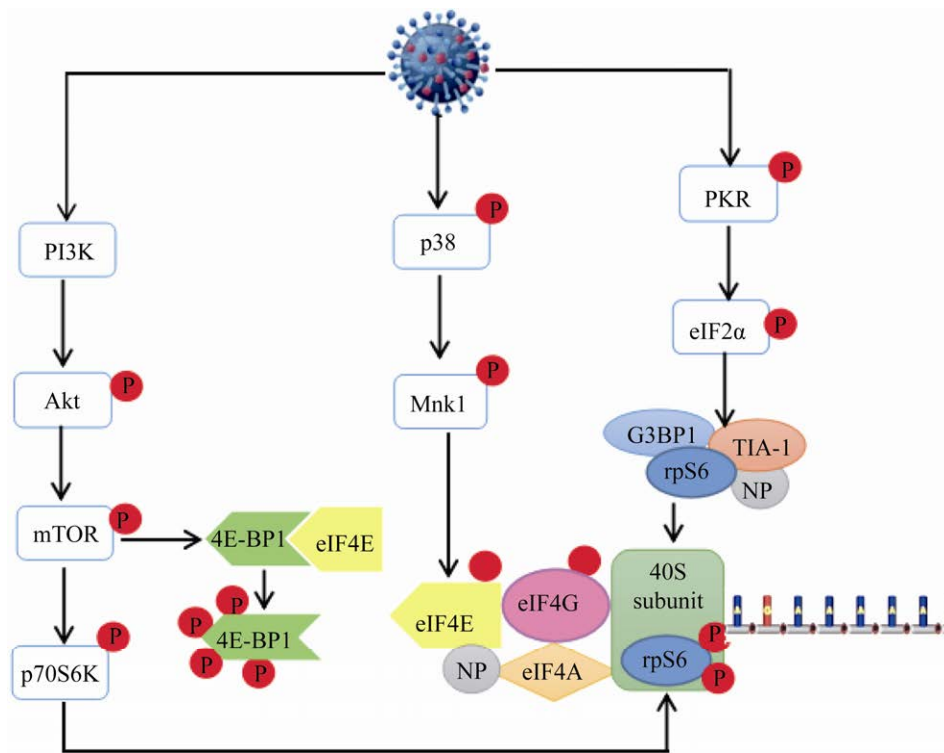 P
PKR
P
p38
PI3K
P
eIF2α
P
P
Akt
Mnk1
G3BP1
TIA-1
rpS6
NP
P
mTOR
4E-BP1
eIF4E
40S
subunit
eIF4G
eIF4E
P
P
4E-BP1
P
P
P
p70S6K
NP
eIF4A
rpS6
P
P
A
G
A
A
A
A
A